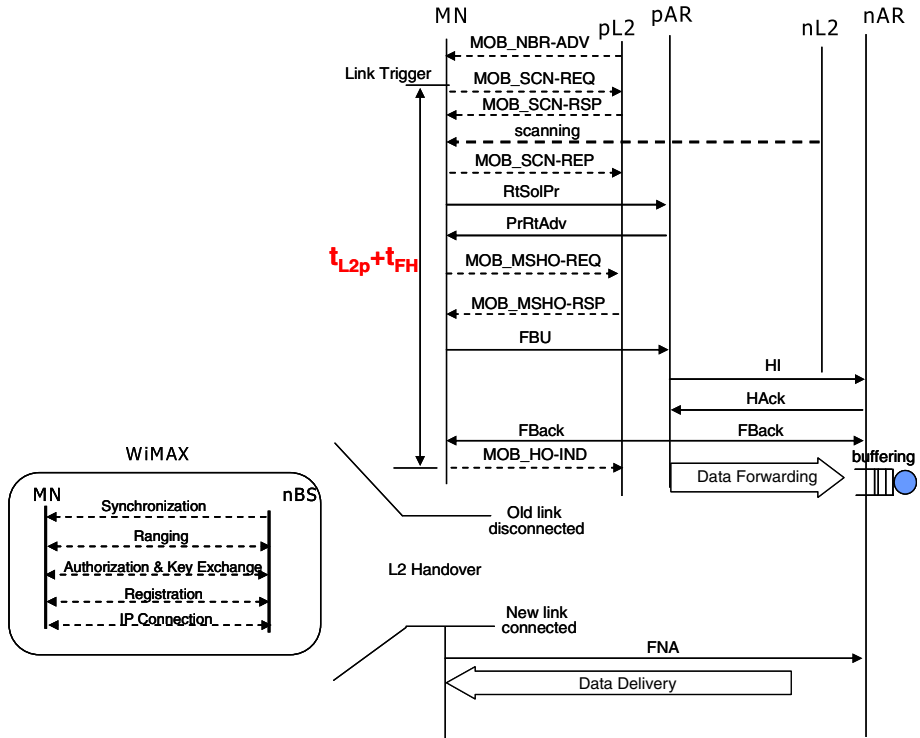 MN
pL2
pAR
nL2
nAR
MOB_NBR-ADV
Link Trigger
MOB_SCN-REQ
MOB_SCN-RSP
scanning
MOB_SCN-REP
RtSolPr
PrRtAdv
tL2p+tFH
MOB_MSHO-REQ
MOB_MSHO-RSP
FBU
HI
HAck
FBack
FBack
MOB_HO-IND
Data Forwarding
buffering
WiMAX
MN
nBS
Synchronization
Ranging
Authorization & Key Exchange
Registration
IP Connection
Old link
disconnected
L2 Handover
New link
connected
FNA
Data Delivery